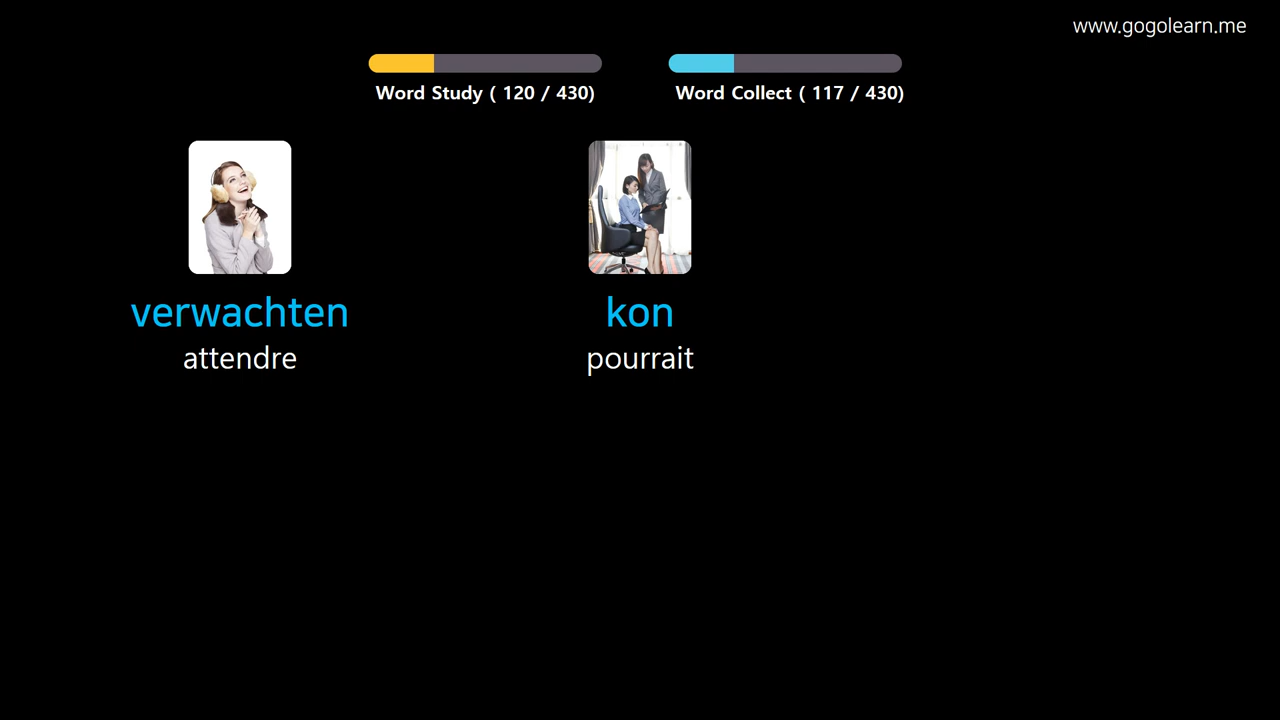 www.gogolearn.me
Word Study ( 120 / 430)
Word Collect ( 117 / 430)
verwachten
attendre
kon
pourrait